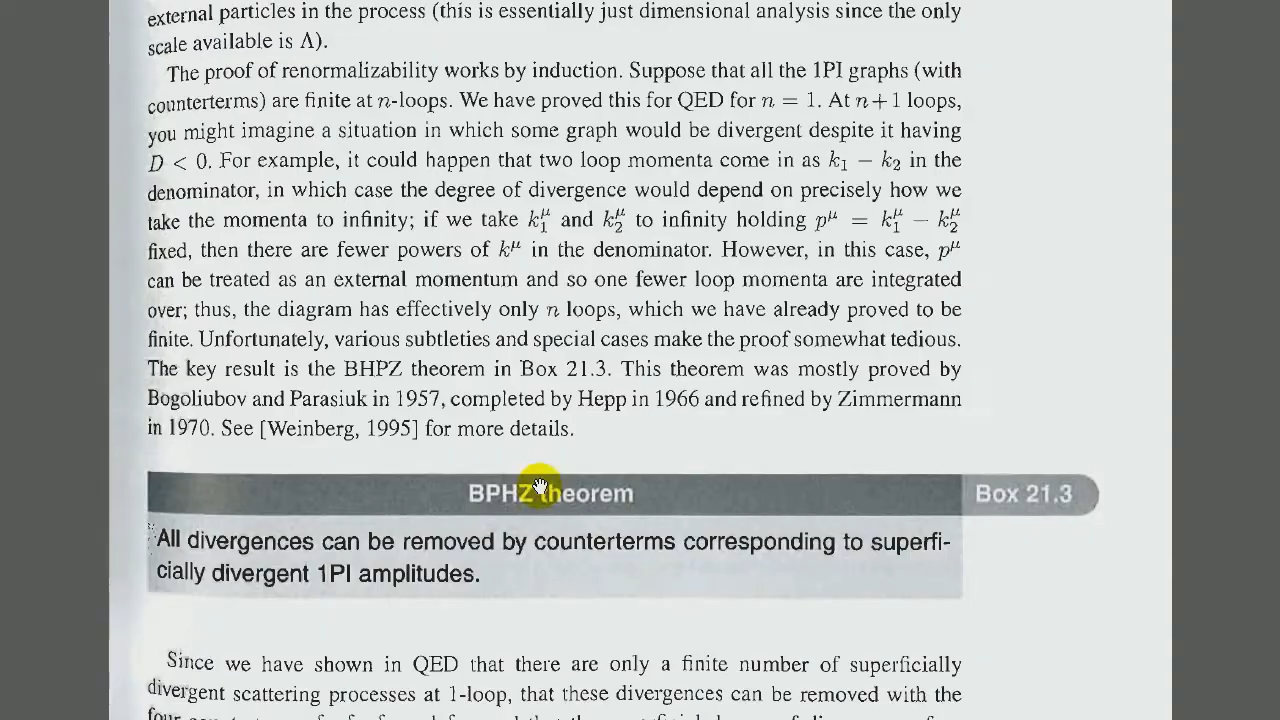 external particles in the process (this is essentially just dimensional analysis since the only
scale available is Λ).
The proof of renormalizability works by induction. Suppose that all the 1PI graphs (with
counterterms) are finite at n-loops. We have proved this for QED for n = 1. At n + 1 loops,
you might imagine a situation in which some graph would be divergent despite it having
D < 0. For example, it could happen that two loop momenta come in as k₁ − k₂ in the
denominator, in which case the degree of divergence would depend on precisely how we
take the momenta to infinity; if we take k₁^μ and k₂^μ to infinity holding p^μ = k₁^μ − k₂^μ
fixed, then there are fewer powers of k^μ in the denominator. However, in this case, p^μ
can be treated as an external momentum and so one fewer loop momenta are integrated
over; thus, the diagram has effectively only n loops, which we have already proved to be
finite. Unfortunately, various subtleties and special cases make the proof somewhat tedious.
The key result is the BHPZ theorem in Box 21.3. This theorem was mostly proved by
Bogoliubov and Parasiuk in 1957, completed by Hepp in 1966 and refined by Zimmermann
in 1970. See [Weinberg, 1995] for more details.
BPHZ theorem
Box 21.3
All divergences can be removed by counterterms corresponding to superfi-
cially divergent 1PI amplitudes.
Since we have shown in QED that there are only a finite number of superficially
divergent scattering processes at 1-loop, that these divergences can be removed with the